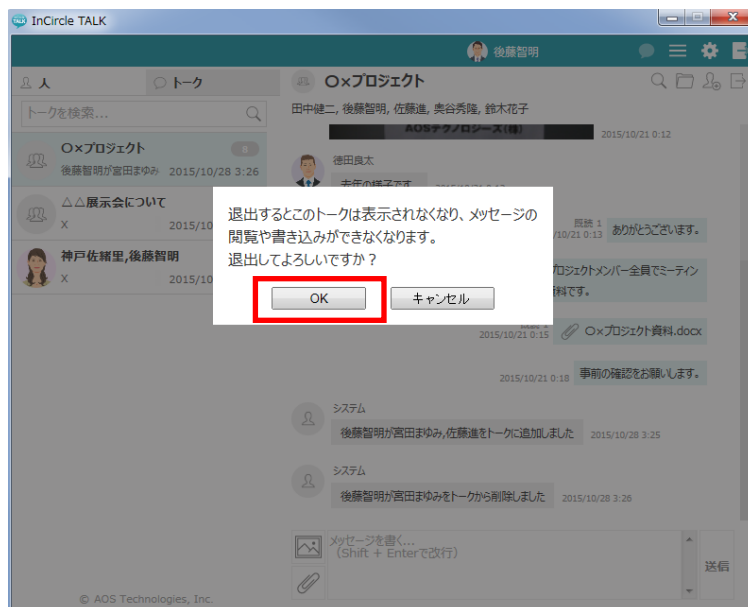 InCircle TALK
後藤智明
人
トーク
トークを検索...
○×プロジェクト
8
後藤智明が宮田まゆみ 2015/10/28 3:26
△△展示会について
X 2015/10
神戸佐緒里,後藤智明
X 2015/10
© AOS Technologies, Inc.
○×プロジェクト
田中健二, 後藤智明, 佐藤進, 奥谷秀隆, 鈴木花子
AOSテクノロジーズ(様)
2015/10/21 0:12
徳田良太
去年の様子です
退出するとこのトークは表示されなくなり、メッセージの
閲覧や書き込みができなくなります。
退出してよろしいですか？
OK
キャンセル
既読 1
/10/21 0:13
ありがとうございます。
プロジェクトメンバー全員でミーティン
料です。
2015/10/21 0:15
○×プロジェクト資料.docx
2015/10/21 0:18
事前の確認をお願いします。
システム
後藤智明が宮田まゆみ,佐藤進をトークに追加しました 2015/10/28 3:25
システム
後藤智明が宮田まゆみをトークから削除しました 2015/10/28 3:26
メッセージを書く...
(Shift + Enterで改行)
送信